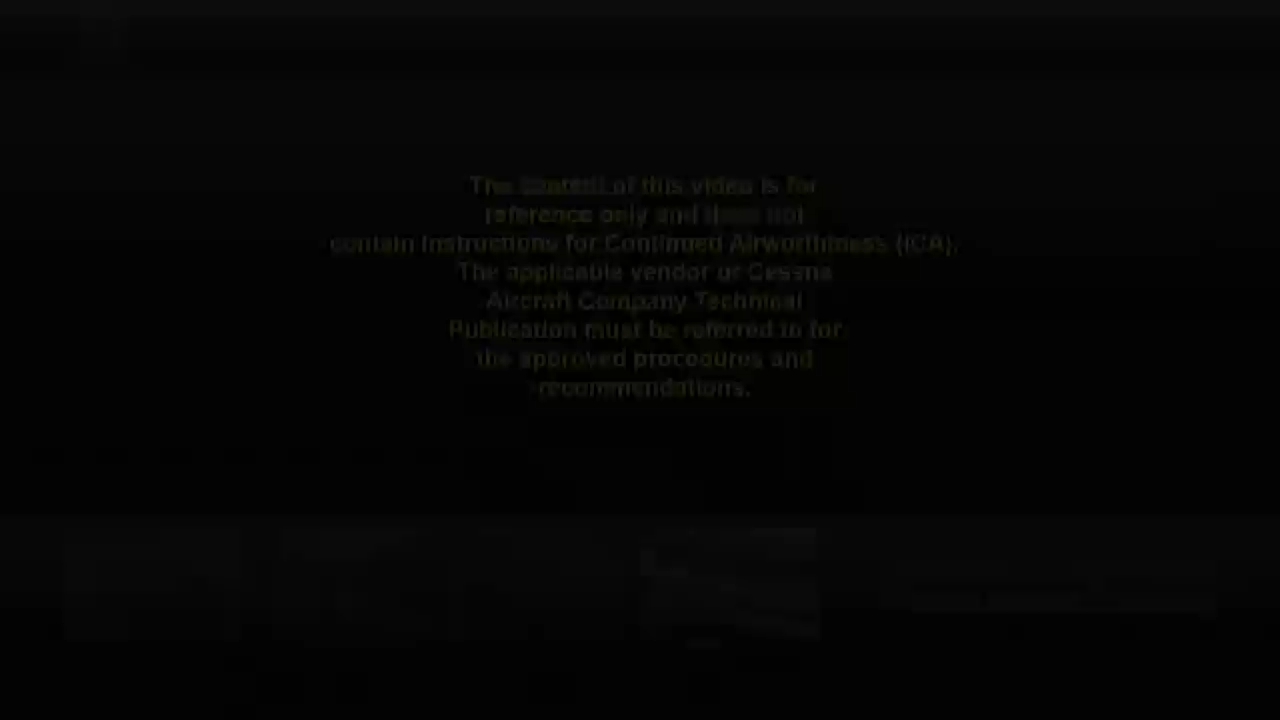 The content of this video is for
reference only and does not
contain Instructions for Continued Airworthiness (ICA).
The applicable vendor or Cessna
Aircraft Company Technical
Publication must be referred to for
the approved procedures and
recommendations.